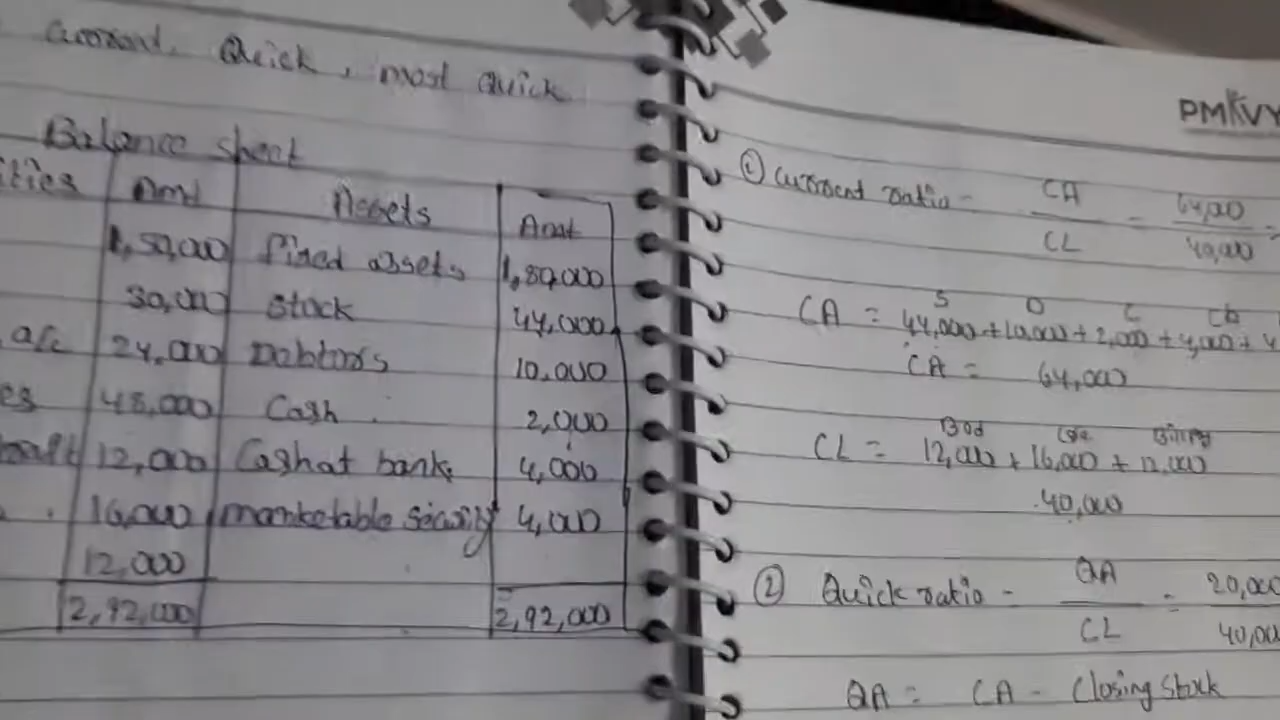 current, Quick, most Quick
Balance sheet
ities Amt Assets Amt
1,50,000 fixed assets
30,000 stock 44,000
a/c 24,000 Debtors 10,000
es 48,000 Cash 2,000
12,000 Cash at bank 4,000
16,000 marketable 4,000
12,000
2,92,000 2,92,000
PMKVY
① current ratio - CA / CL = 64,000 / 40,000 =
S D C Cb
CA = 44,000 + 10,000 + 2,000 + 4,000 + 4
CA = 64,000
Bod
CL = 12,000 + 16,000 + 12,000
40,000
② Quick ratio - QA / CL = 20,000 / 40,000
QA = CA - Closing Stock